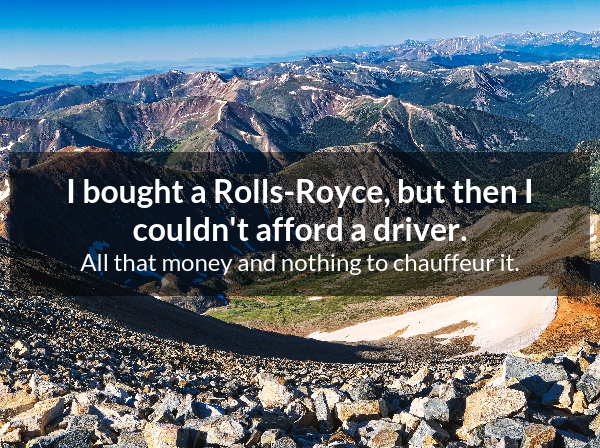 I bought a Rolls-Royce, but then I
couldn't afford a driver.
All that money and nothing to chauffeur it.